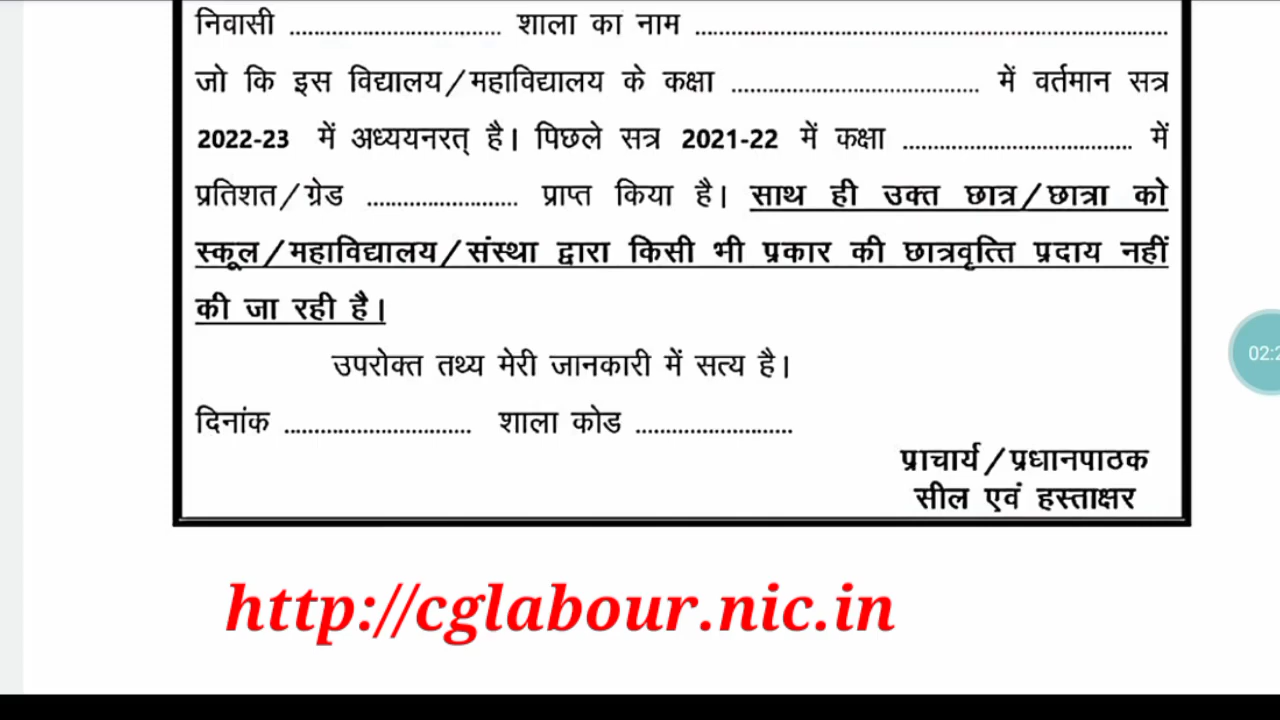 निवासी .................................. शाला का नाम ............................................................................
जो कि इस विद्यालय/महाविद्यालय के कक्षा ....................................... में वर्तमान सत्र
2022-23 में अध्ययनरत् है। पिछले सत्र 2021-22 में कक्षा ..................................... में
प्रतिशत/ग्रेड ......................... प्राप्त किया है। साथ ही उक्त छात्र/छात्रा को
स्कूल/महाविद्यालय/संस्था द्वारा किसी भी प्रकार की छात्रवृत्ति प्रदाय नहीं
की जा रही है।
उपरोक्त तथ्य मेरी जानकारी में सत्य है।
दिनांक .............................. शाला कोड .........................
प्राचार्य/प्रधानपाठक
सील एवं हस्ताक्षर
http://cglabour.nic.in